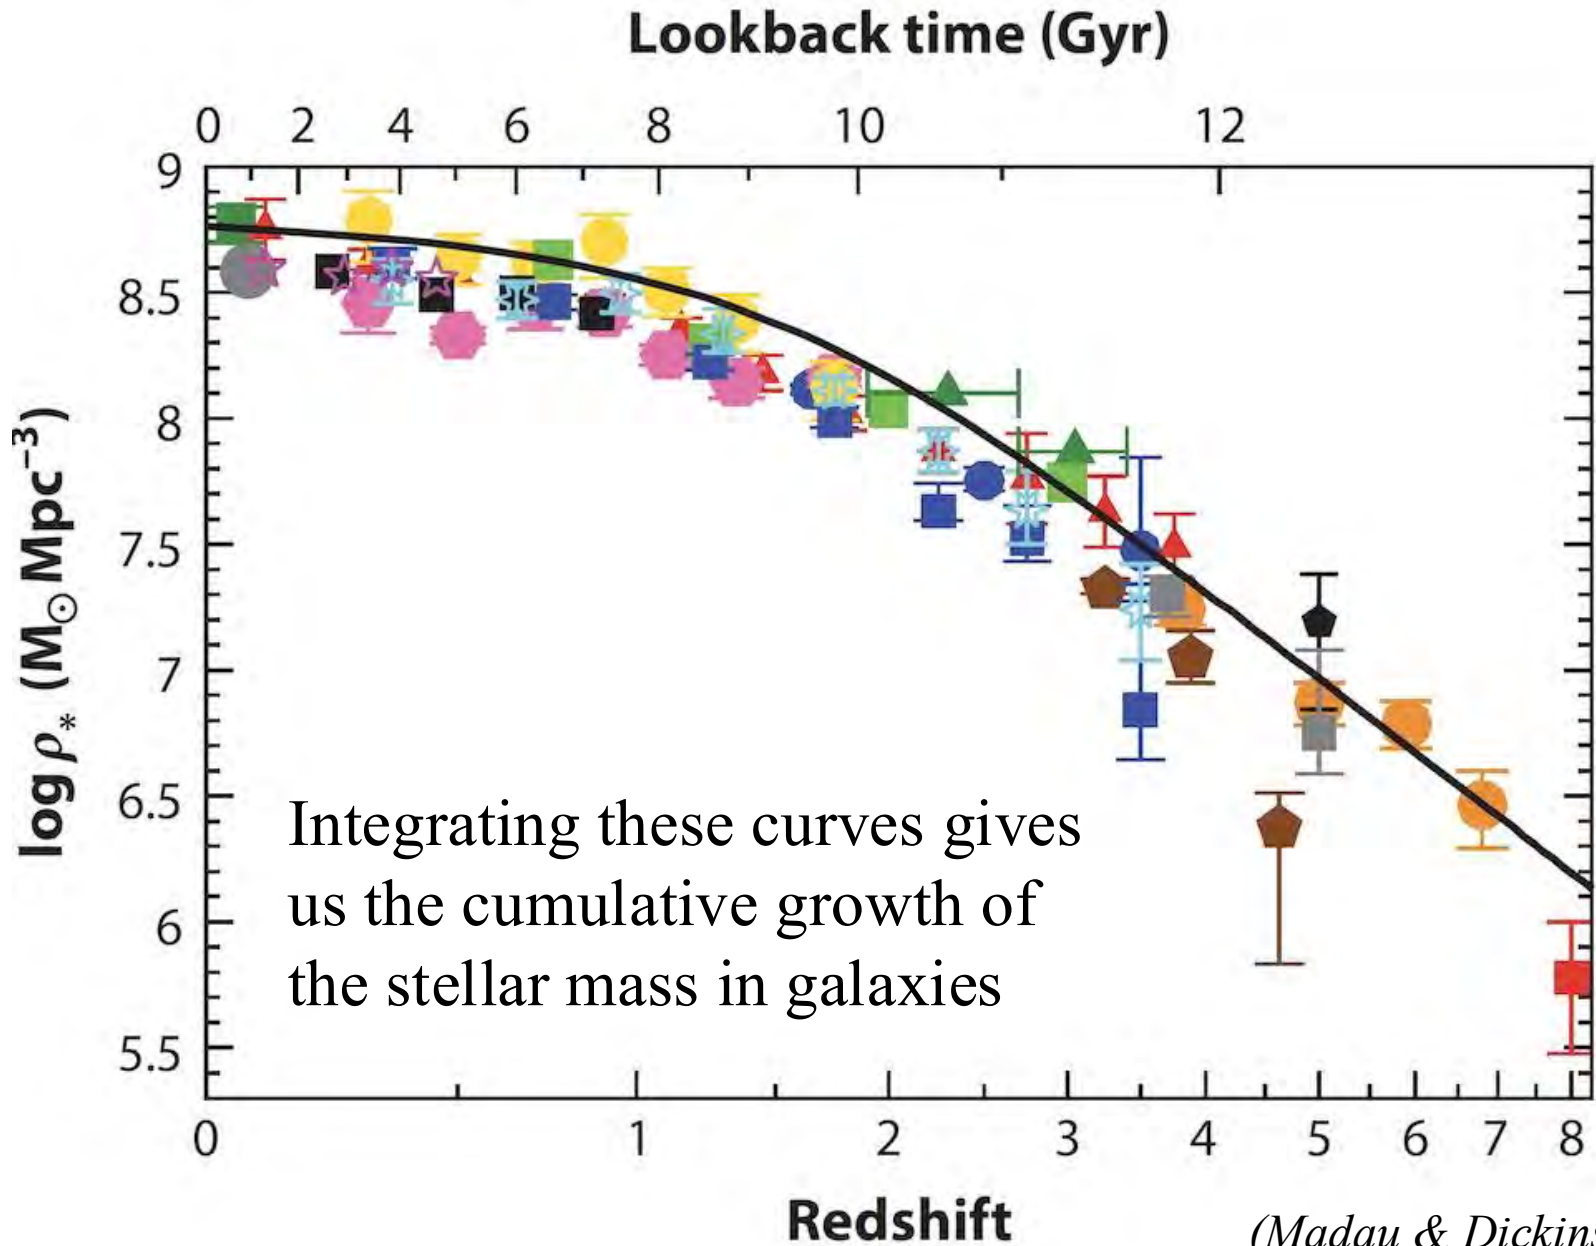 Lookback time (Gyr)
0 2 4 6 8 10 12
9
8.5
8
7.5
7
6.5
6
5.5
log ρ* (M⊙Mpc⁻³)
Integrating these curves gives
us the cumulative growth of
the stellar mass in galaxies
0 1 2 3 4 5 6 7 8
Redshift
(Madau & Dickins